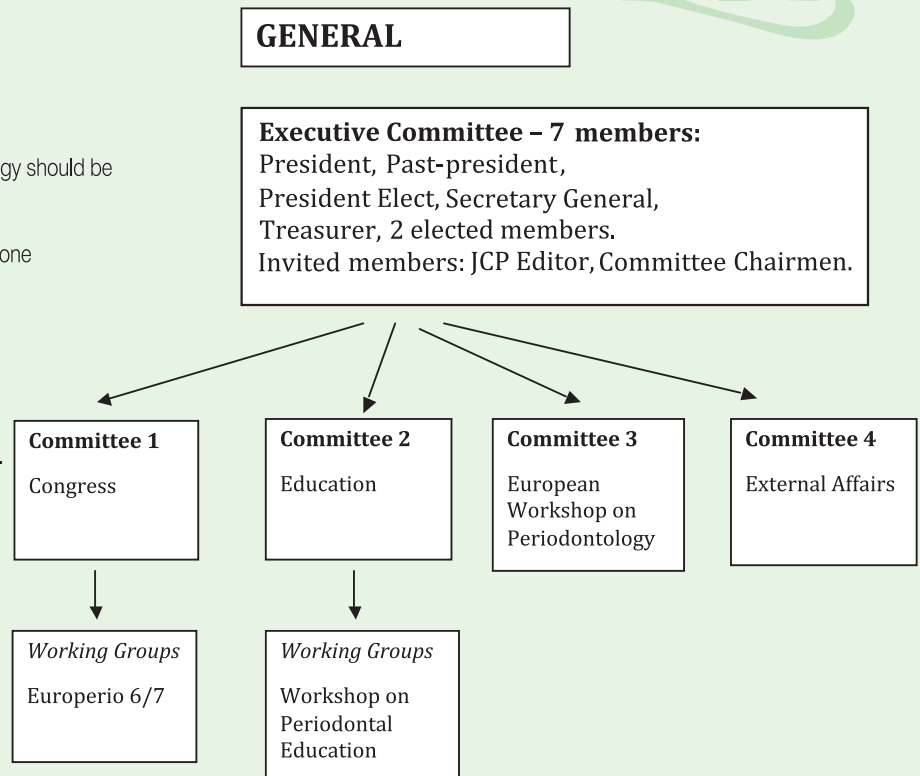 GENERAL
gy should be
one
Executive Committee – 7 members:
President, Past-president,
President Elect, Secretary General,
Treasurer, 2 elected members.
Invited members: JCP Editor, Committee Chairmen.
Committee 1
Congress
Committee 2
Education
Committee 3
European
Workshop on
Periodontology
Committee 4
External Affairs
Working Groups
Europerio 6/7
Working Groups
Workshop on
Periodontal
Education